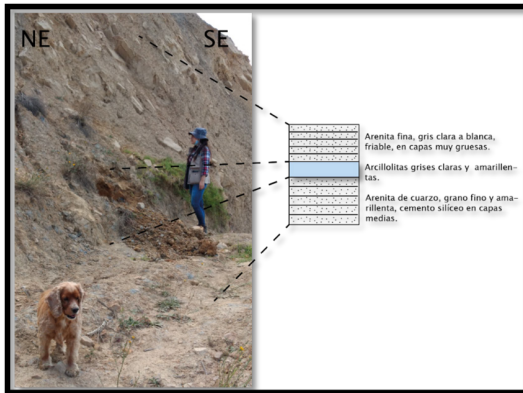 NE SE
Arenita fina, gris clara a blanca,
friable, en capas muy gruesas.
Arcillolitas grises claras y amarillen-
tas.
Arenita de cuarzo, grano fino y ama-
rillenta, cemento silíceo en capas
medias.